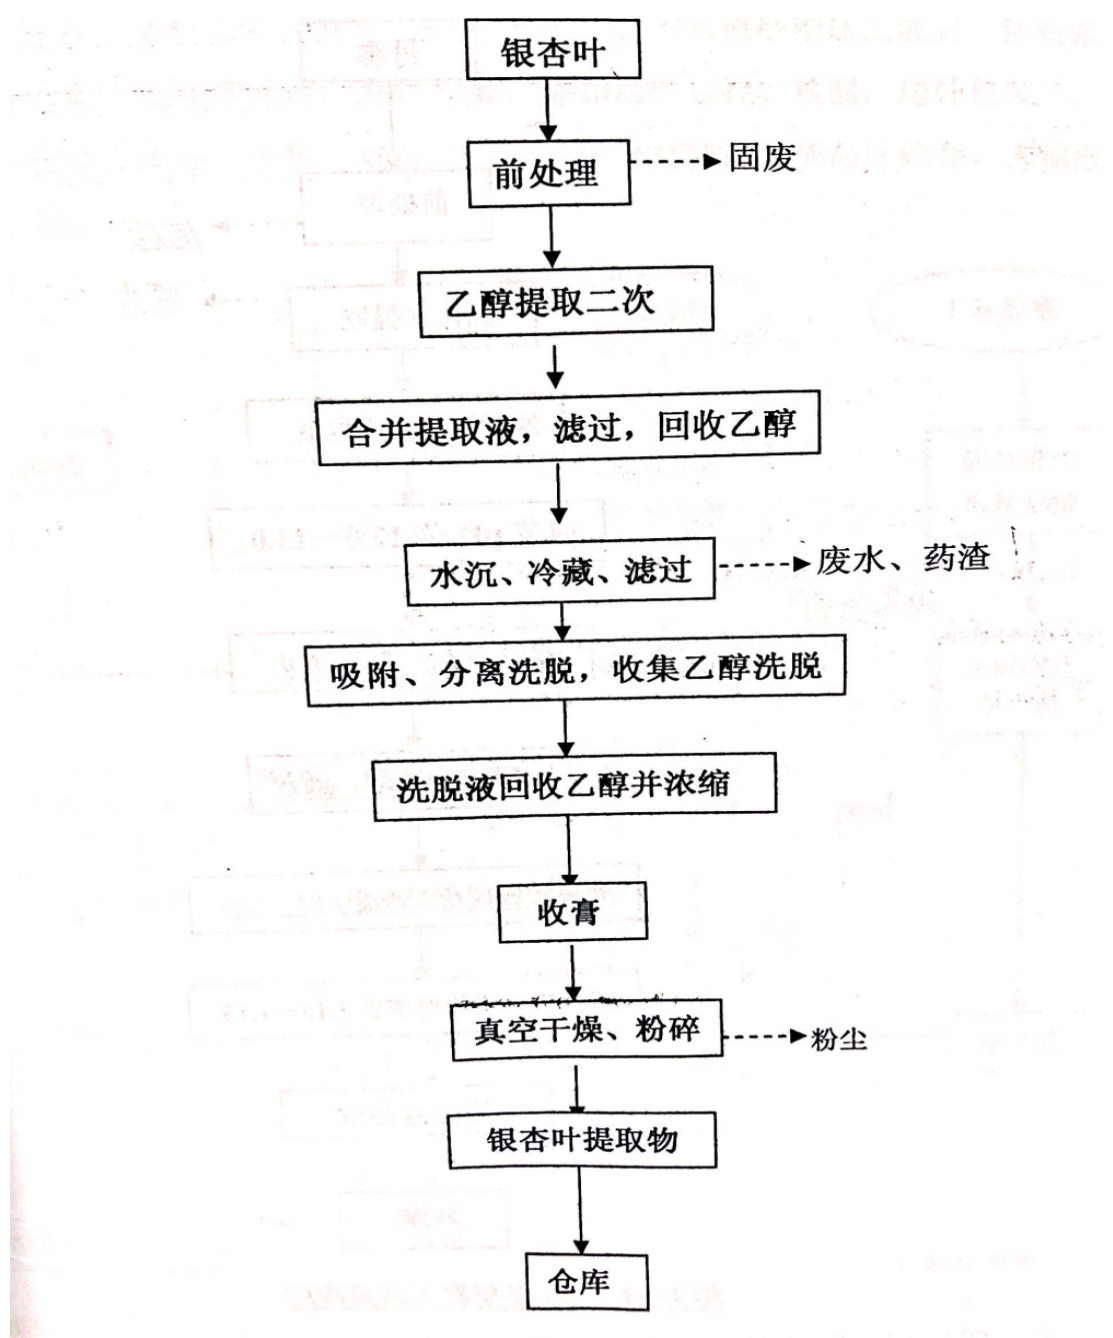 银杏叶
前处理
固废
乙醇提取二次
合并提取液，滤过，回收乙醇
水沉、冷藏、滤过
废水、药渣
吸附、分离洗脱，收集乙醇洗脱
洗脱液回收乙醇并浓缩
收膏
真空干燥、粉碎
粉尘
银杏叶提取物
仓库